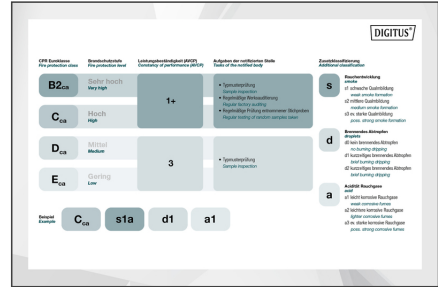 DIGITUS®
CPR Euroklasse
Fire protection class
Brandschutzstufe
Fire protection level
Leistungsbeständigkeit (AVCP)
Constancy of performance (AVCP)
Aufgaben der notifizierten Stelle
Tasks of the notified body
Zusatzklassifizierung
Additional classification
B2ca
Sehr hoch
Very high
1+
• Typmusterprüfung
Sample inspection
• Regelmäßige Werksauditierung
Regular factory auditing
• Regelmäßige Prüfung entnommener Stichproben
Regular testing of random samples taken
Cca
Hoch
High
Dca
Mittel
Medium
3
• Typmusterprüfung
Sample inspection
Eca
Gering
Low
s
Rauchentwicklung
smoke
s1 schwache Qualmbildung
weak smoke formation
s2 mittlere Qualmbildung
medium smoke formation
s3 ev. starke Qualmbildung
poss. strong smoke formation
d
Brennendes Abtropfen
droplets
d0 kein brennendes Abtropfen
no burning dripping
d1 kurzzeitiges brennendes Abtropfen
brief burning dripping
d2 kurzzeitiges brennendes Abtropfen
brief burning dripping
a
Acidität Rauchgase
acid
a1 leicht korrosive Rauchgase
weak corrosive fumes
a2 leichtere korrosive Rauchgase
lighter corrosive fumes
a3 ev. starke korrosive Rauchgase
poss. strong corrosive fumes
Beispiel
Example
Cca
s1a
d1
a1